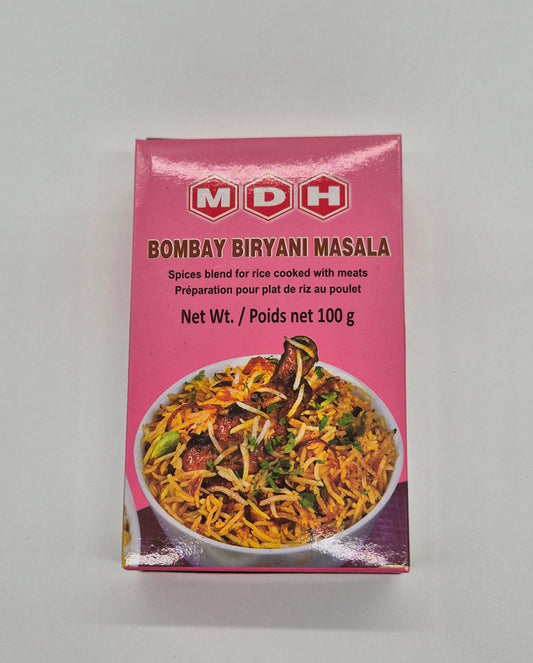 MDH
BOMBAY BIRYANI MASALA
Spices blend for rice cooked with meats
Préparation pour plat de riz au poulet
Net Wt. / Poids net 100 g